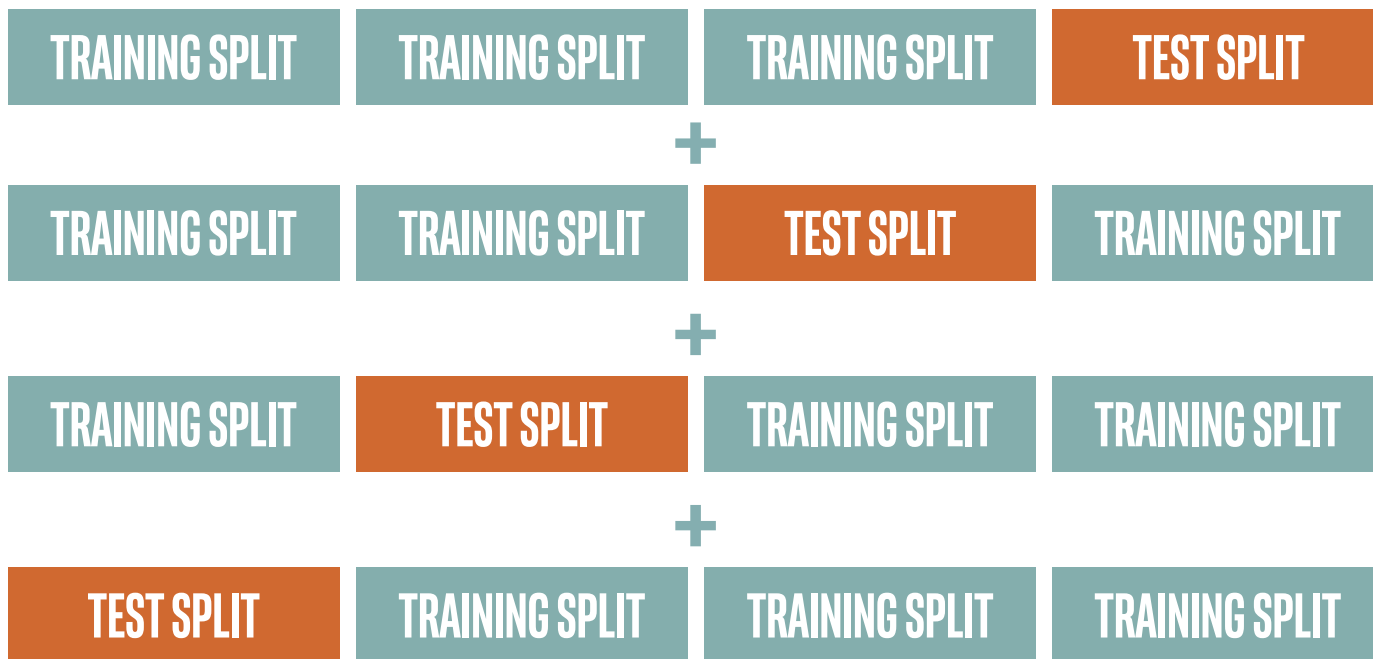 TRAINING SPLIT TRAINING SPLIT TRAINING SPLIT TEST SPLIT
+
TRAINING SPLIT TRAINING SPLIT TEST SPLIT TRAINING SPLIT
+
TRAINING SPLIT TEST SPLIT TRAINING SPLIT TRAINING SPLIT
+
TEST SPLIT TRAINING SPLIT TRAINING SPLIT TRAINING SPLIT